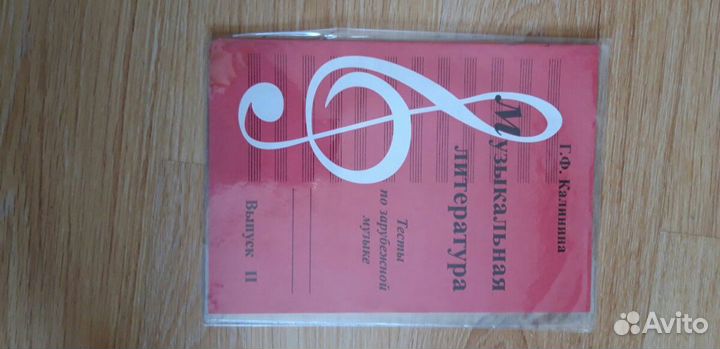 Г.Ф. Калинина
Музыкальная
литература
Тесты
по зарубежной
музыке
Выпуск II
Avito